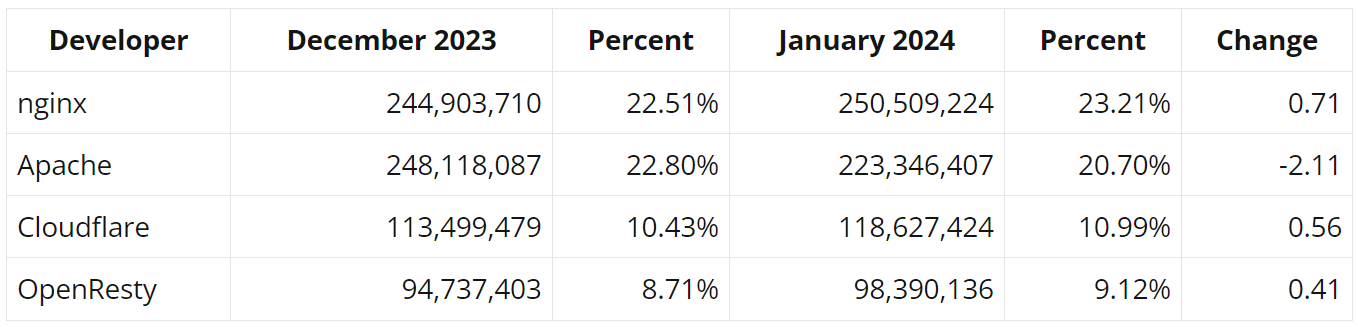 Developer December 2023 Percent January 2024 Percent Change
nginx 244,903,710 22.51% 250,509,224 23.21% 0.71
Apache 248,118,087 22.80% 223,346,407 20.70% -2.11
Cloudflare 113,499,479 10.43% 118,627,424 10.99% 0.56
OpenResty 94,737,403 8.71% 98,390,136 9.12% 0.41